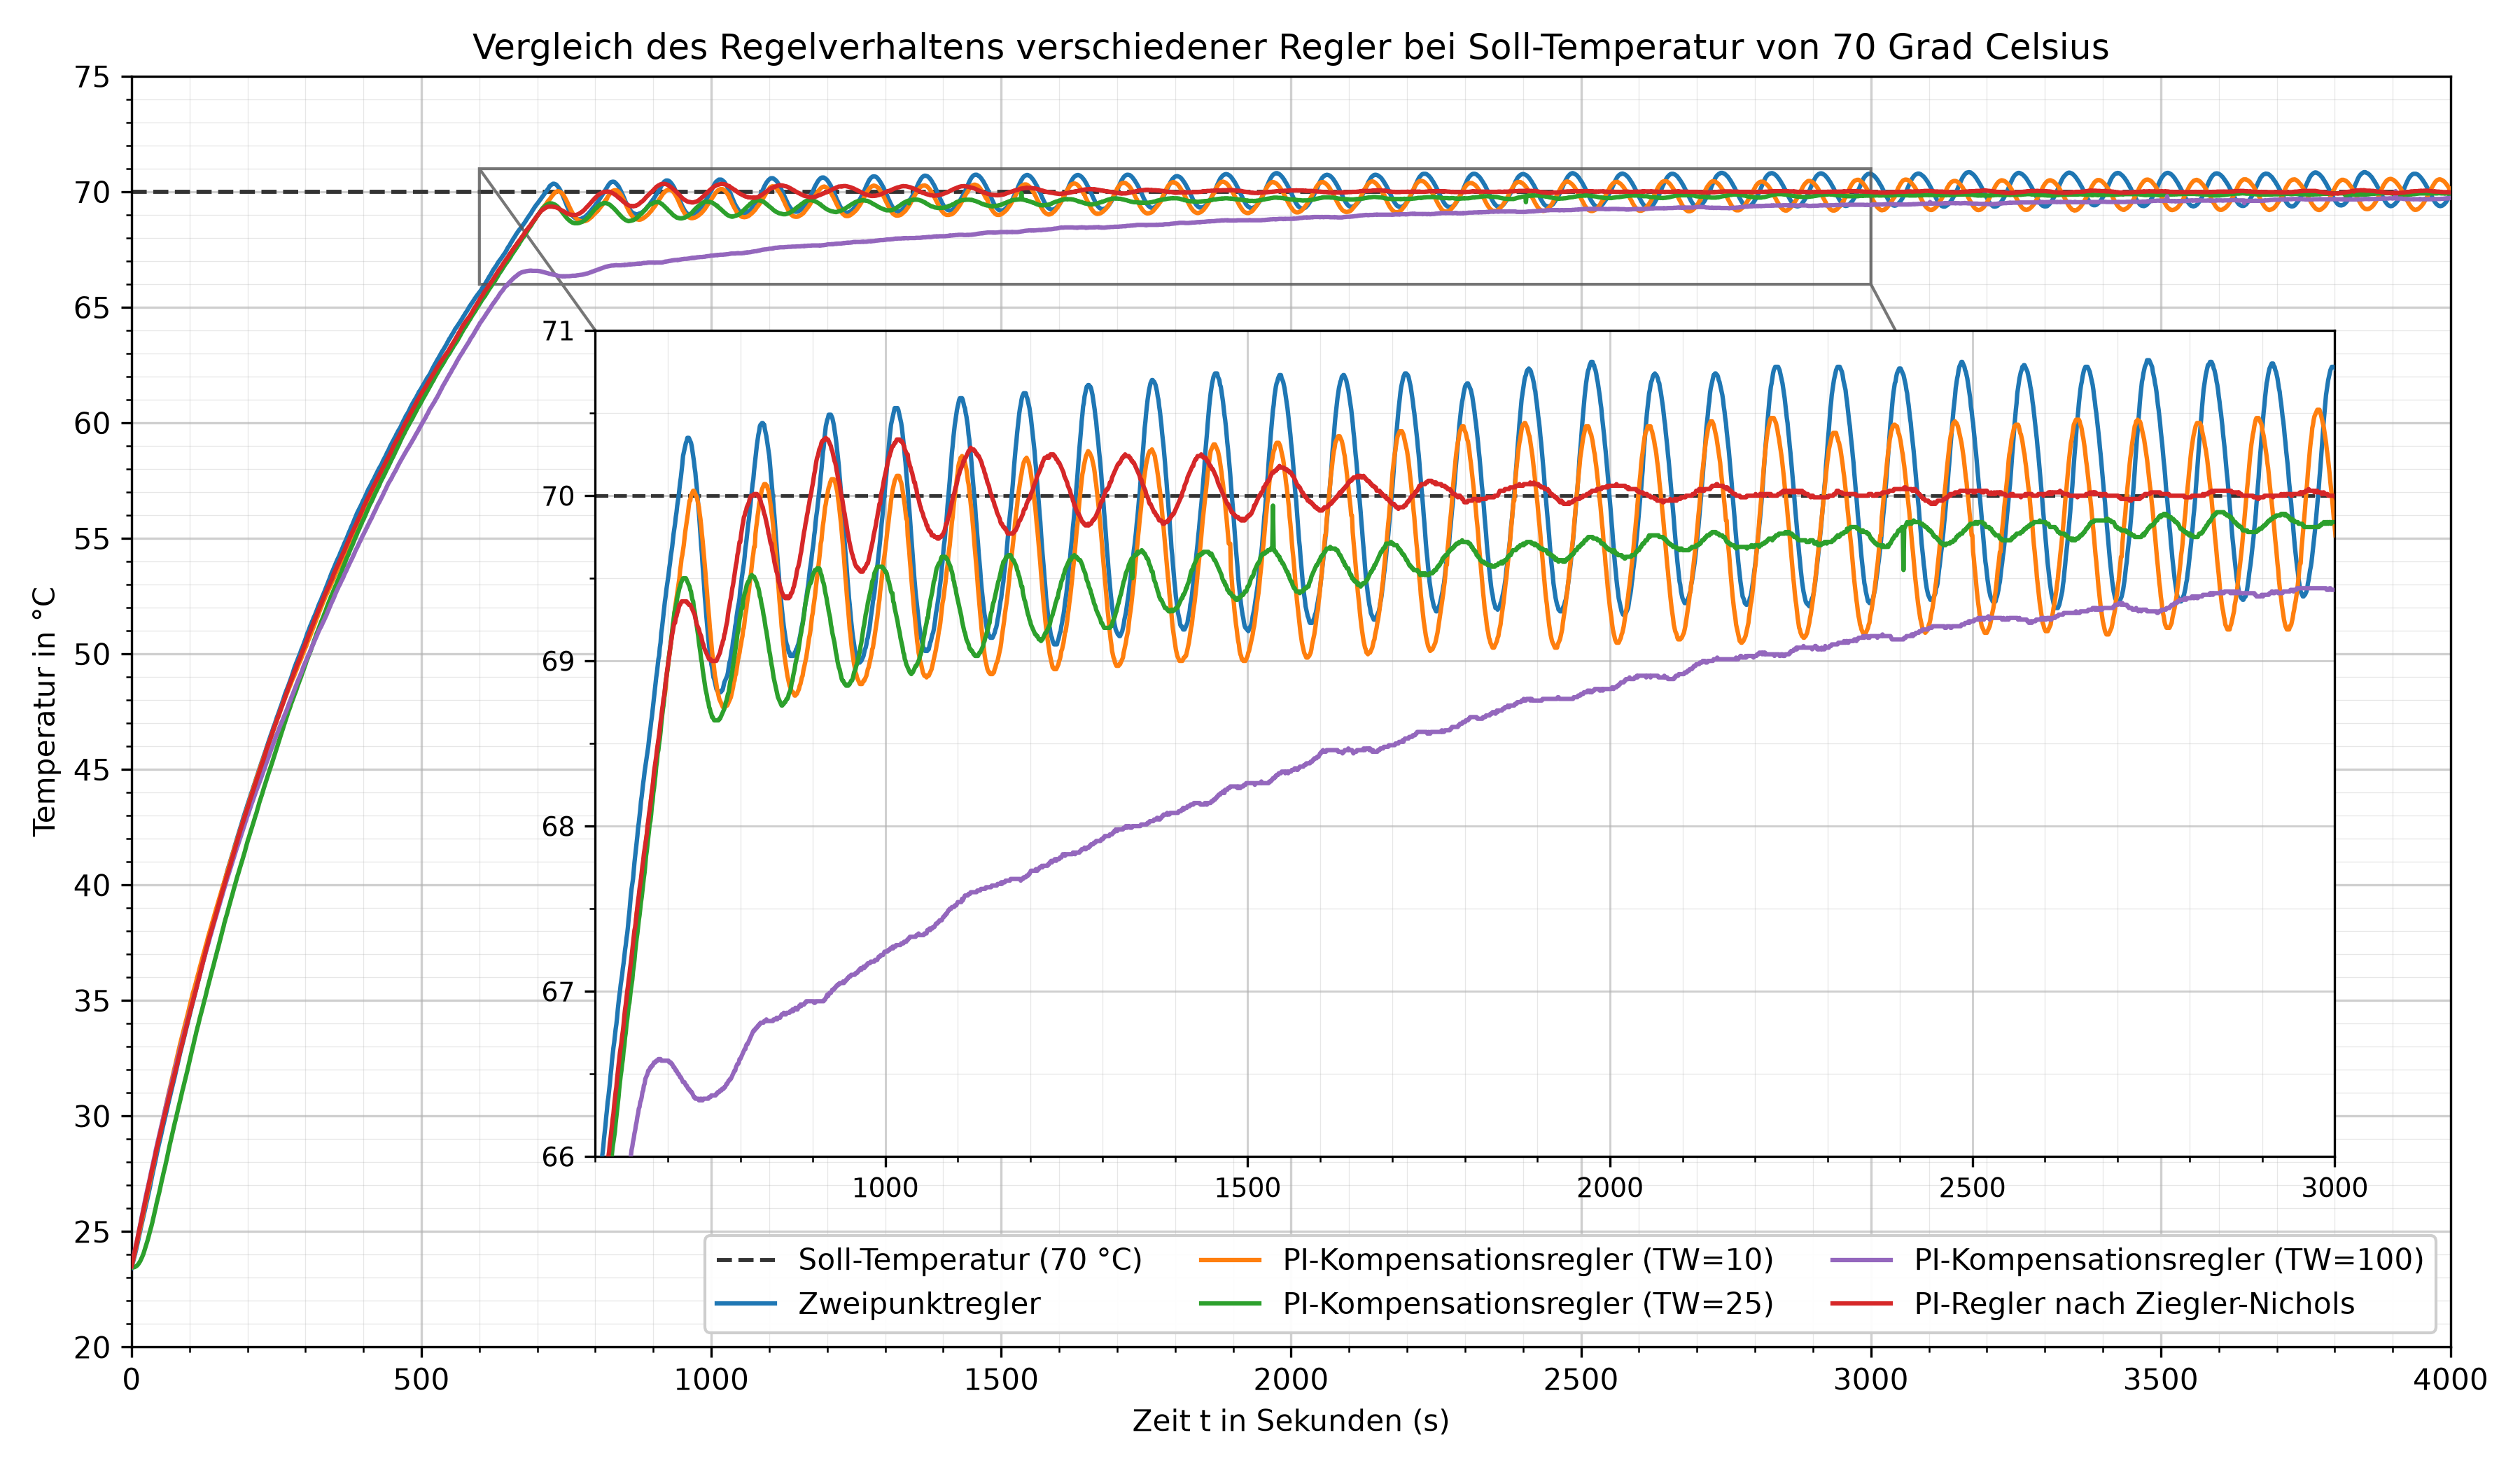 Vergleich des Regelverhaltens verschiedener Regler bei Soll-Temperatur von 70 Grad Celsius
75
70
65
60
55
50
45
40
35
30
25
20
Temperatur in °C
71
70
69
68
67
66
1000 1500 2000 2500 3000
Soll-Temperatur (70 °C) PI-Kompensationsregler (TW=10) PI-Kompensationsregler (TW=100)
Zweipunktregler PI-Kompensationsregler (TW=25) PI-Regler nach Ziegler-Nichols
0 500 1000 1500 2000 2500 3000 3500 4000
Zeit t in Sekunden (s)